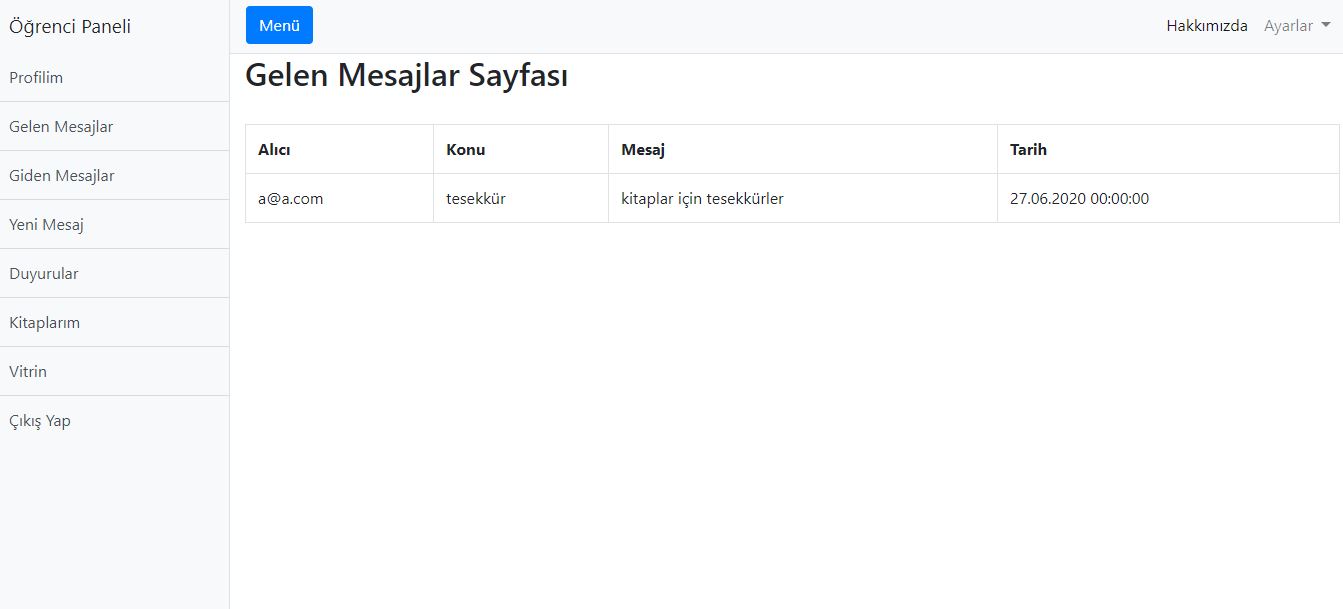 Öğrenci Paneli
Profilim
Gelen Mesajlar
Giden Mesajlar
Yeni Mesaj
Duyurular
Kitaplarım
Vitrin
Çıkış Yap
Menü
Hakkımızda Ayarlar
Gelen Mesajlar Sayfası
Alıcı Konu Mesaj Tarih
a@a.com tesekkür kitaplar için tesekkürler 27.06.2020 00:00:00